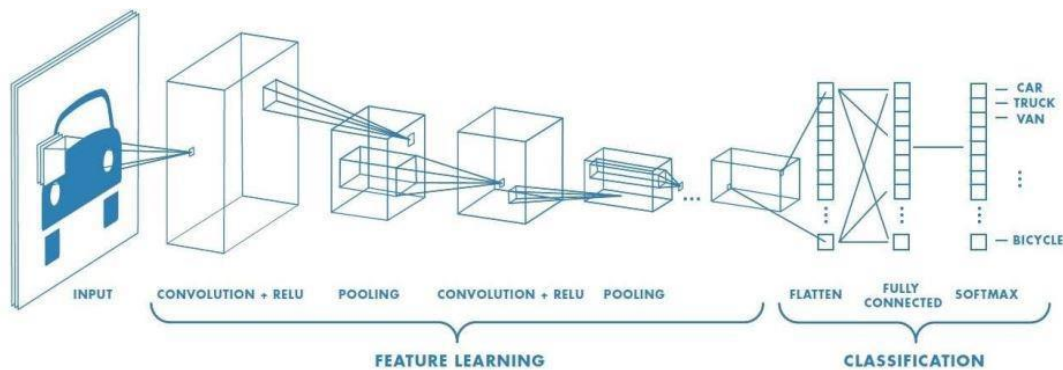 CAR
TRUCK
VAN
BICYCLE
INPUT
CONVOLUTION + RELU
POOLING
CONVOLUTION + RELU
POOLING
FLATTEN
FULLY
CONNECTED
SOFTMAX
FEATURE LEARNING
CLASSIFICATION